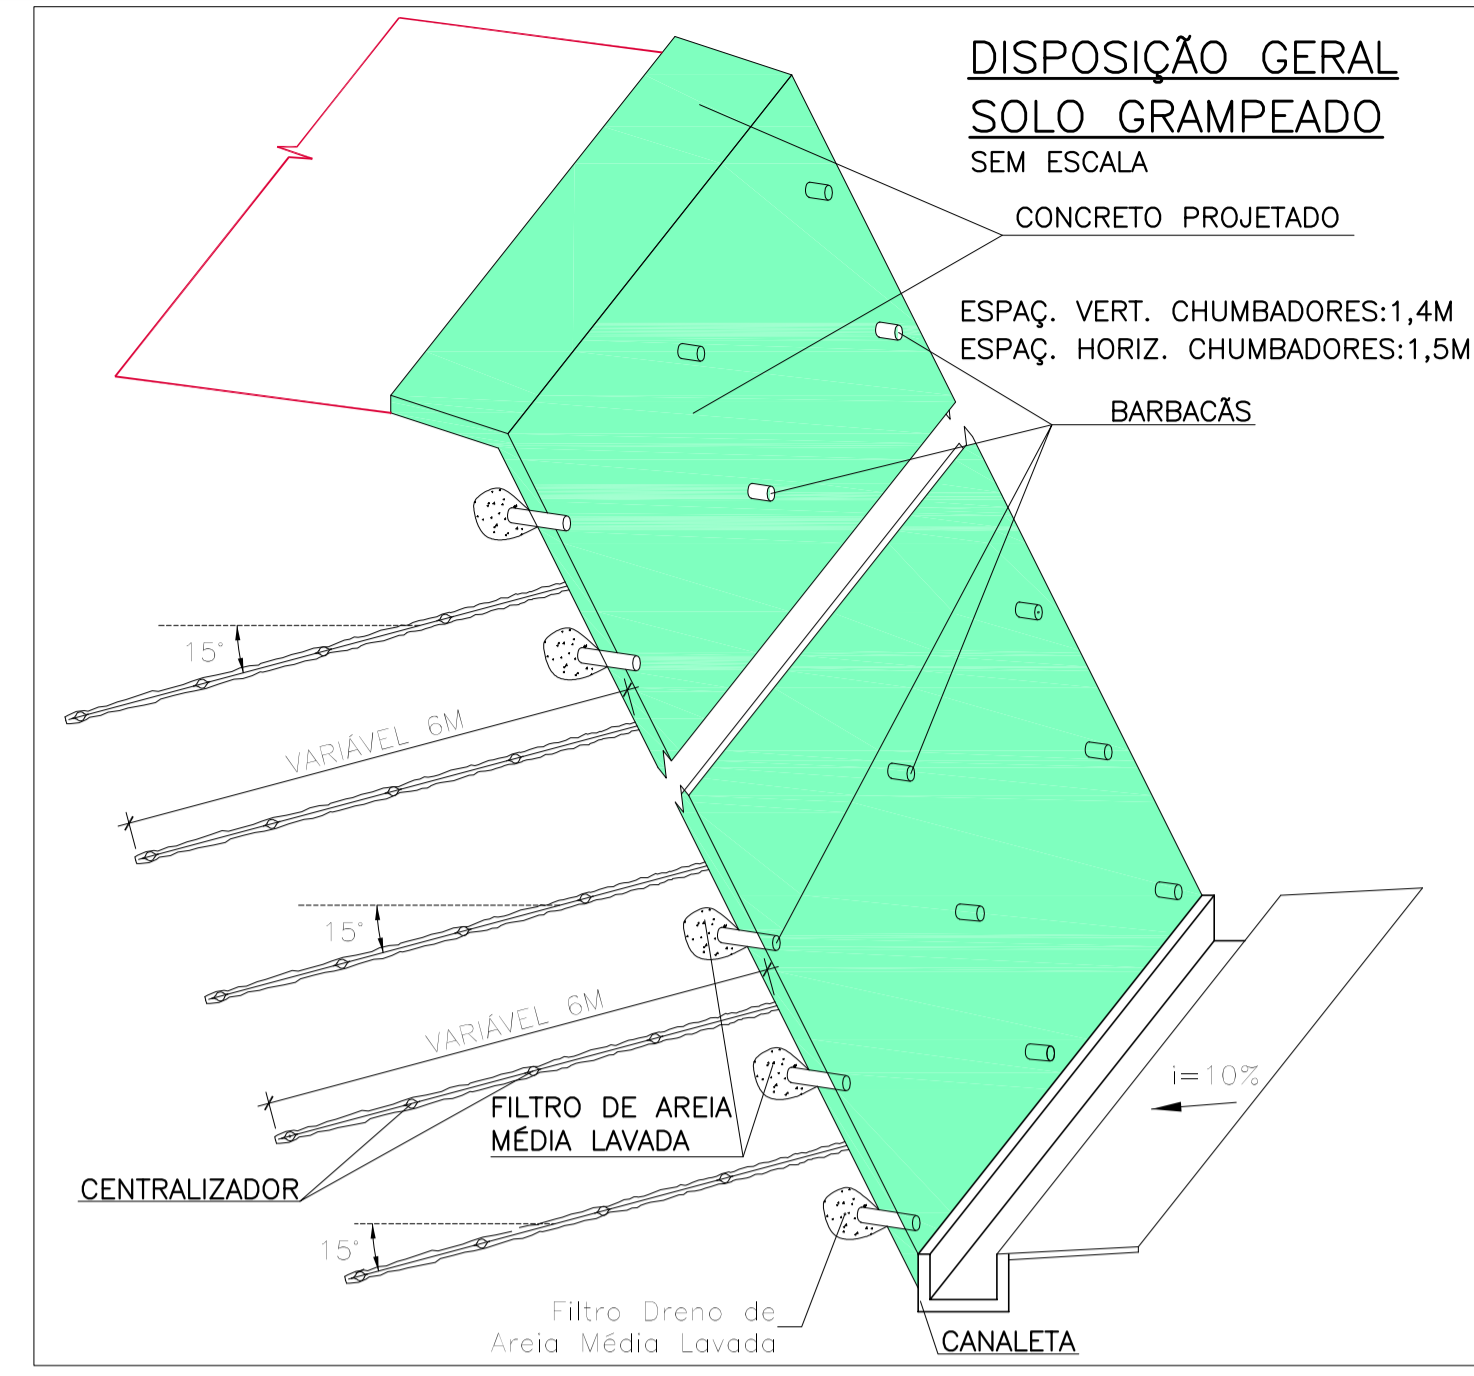 DISPOSIÇÃO GERAL
SOLO GRAMPEADO
SEM ESCALA
CONCRETO PROJETADO
ESPAÇ. VERT. CHUMBADORES:1,4M
ESPAÇ. HORIZ. CHUMBADORES:1,5M
BARBACÃS
15°
VARIÁVEL 6M
15°
VARIÁVEL 6M
i=10%
FILTRO DE AREIA
MÉDIA LAVADA
CENTRALIZADOR
15°
Filtro Dreno de
Areia Média Lavada
CANALETA